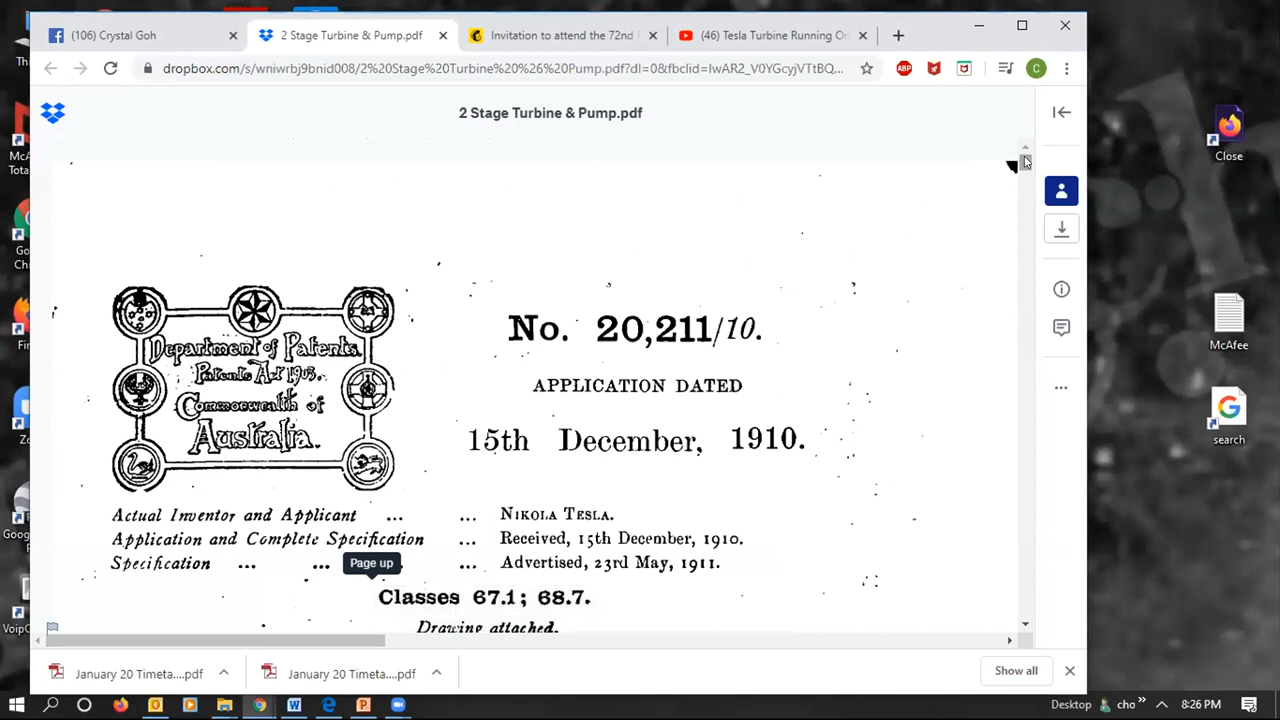 (106) Crystal Goh
2 Stage Turbine & Pump.pdf
Invitation to attend the 72nd
(46) Tesla Turbine Running On
dropbox.com/s/wniwrbj9bnid008/2%20Stage%20Turbine%20%26%20Pump.pdf?dl=0&fbclid=IwAR2_V0YGcyjVTtBQ...
ABP
C
2 Stage Turbine & Pump.pdf
Department of Patents.
Patents Act 1903.
Commonwealth of
Australia.
No. 20,211/10.
APPLICATION DATED
15th December, 1910.
Actual Inventor and Applicant ... ... NIKOLA TESLA.
Application and Complete Specification ... Received, 15th December, 1910.
Specification ... ... ... Advertised, 23rd May, 1911.
Page up
Classes 67.1; 68.7.
Drawing attached.
January 20 Timeta....pdf
January 20 Timeta....pdf
Show all
Close
McAfee
search
Desktop
cho
8:26 PM